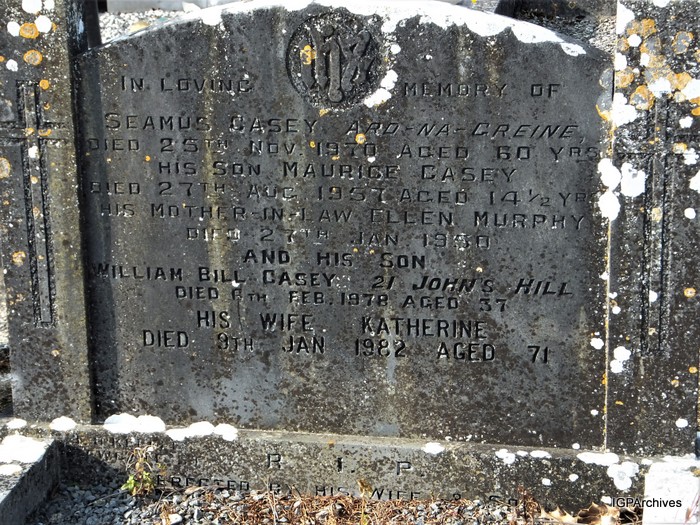 IHS
IN LOVING MEMORY OF
SEAMUS CASEY ARD-NA-GREINE,
DIED 25TH NOV. 1970 AGED 60 YRS
HIS SON MAURICE CASEY
DIED 27TH AUG 1957 AGED 14½ YRS
HIS MOTHER-IN-LAW ELLEN MURPHY
DIED 27TH JAN 1950
AND HIS SON
WILLIAM BILL CASEY 21 JOHN'S HILL
DIED 6TH FEB. 1978 AGED 37
HIS WIFE KATHERINE
DIED 9TH JAN 1982 AGED 71
R.I.P.
ERECTED BY HIS WIFE &
IGPArchives